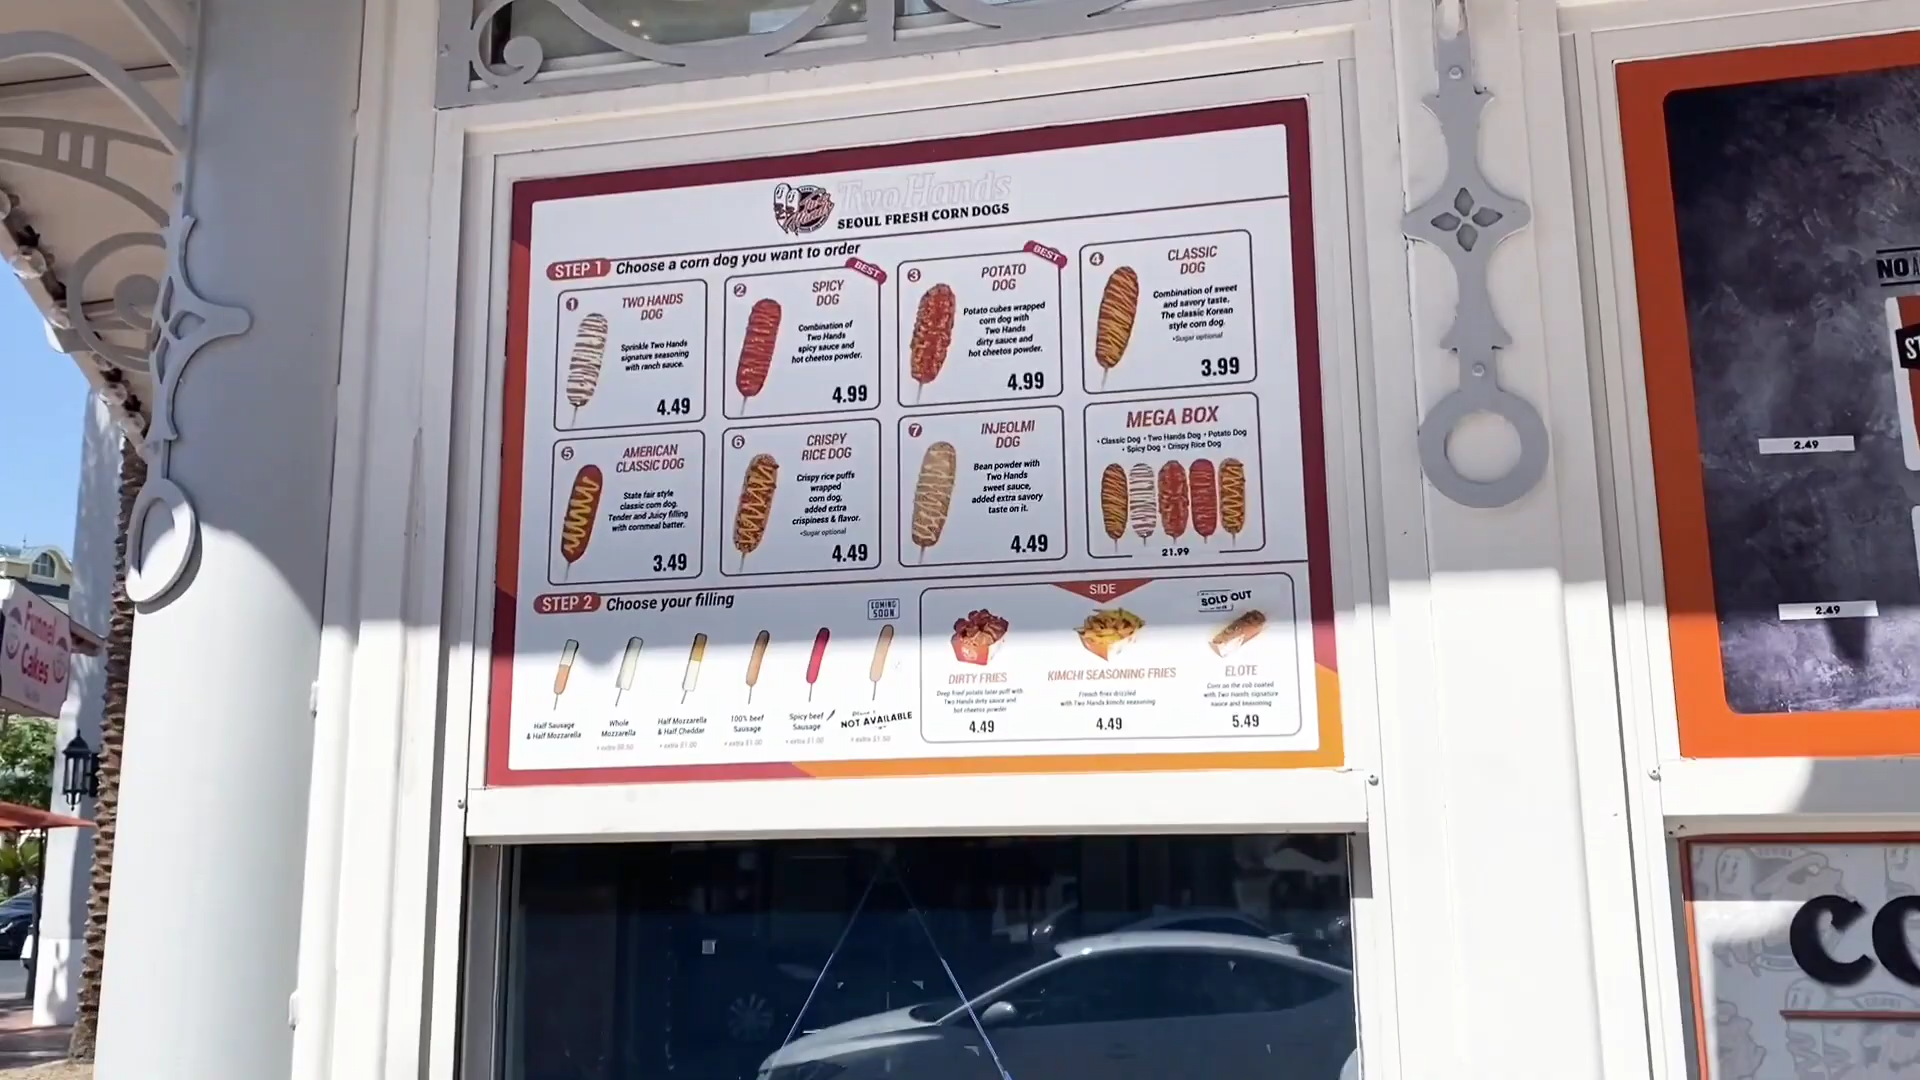 Two Hands
SEOUL FRESH CORN DOGS
STEP 1 Choose a corn dog you want to order
1
TWO HANDS
DOG
Sprinkle Two Hands
signature seasoning
with ranch sauce.
4.49
BEST
2
SPICY
DOG
Combination of
Two Hands
spicy sauce and
hot cheetos powder.
4.99
BEST
3
POTATO
DOG
Potato cubes wrapped
corn dog with
Two Hands
dirty sauce and
hot cheetos powder.
4.99
4
CLASSIC
DOG
Combination of sweet
and savory taste,
The classic Korean
style corn dog.
*Sugar optional
3.99
5
AMERICAN
CLASSIC DOG
State fair style
classic corn dog.
Tender and Juicy filling
with cornmeal batter.
3.49
6
CRISPY
RICE DOG
Crispy rice puffs
wrapped
corn dog,
added extra
crispiness & flavor.
*Sugar optional
4.49
7
INJEOLMI
DOG
Bean powder with
Two Hands
sweet sauce,
added extra savory
taste on it.
4.49
MEGA BOX
• Classic Dog • Two Hands Dog • Potato Dog
• Spicy Dog • Crispy Rice Dog
21.99
STEP 2 Choose your filling
Half Sausage
& Half Mozzarella
Whole
Mozzarella
+ extra $0.50
Half Mozzarella
& Half Cheddar
+ extra $1.00
100% beef
Sausage
+ extra $1.00
Spicy beef
Sausage
+ extra $1.00
COMING
SOON
NOT AVAILABLE
+ extra $1.50
SIDE
DIRTY FRIES
Deep fried potato tater puff with
Two Hands dirty sauce and
hot cheetos powder
4.49
KIMCHI SEASONING FRIES
French fries drizzled
with Two Hands kimchi seasoning
4.49
SOLD OUT
ELOTE
Corn on the cob coated
with Two Hands signature
sauce and seasoning
5.49
NO
ST
2.49
2.49
CO
Funnel
Cakes